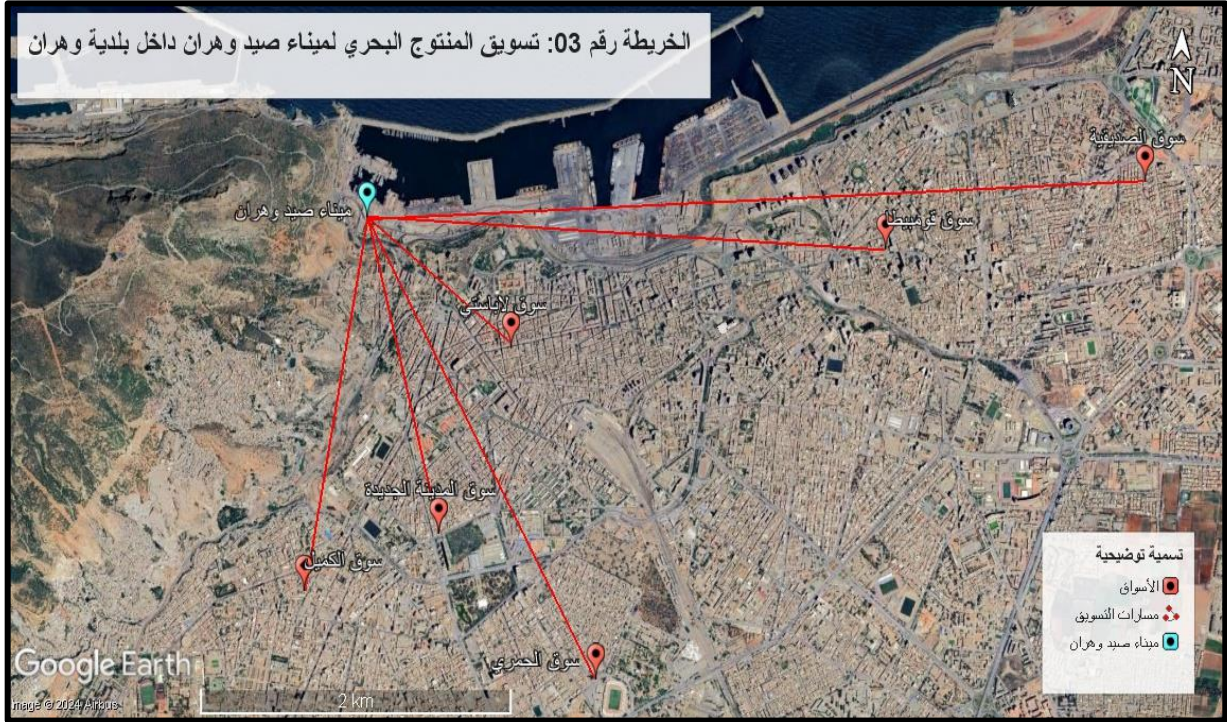 الخريطة رقم 03: تسويق المنتوج البحري لميناء صيد وهران داخل بلدية وهران
N
سوق الصديقية
ميناء صيد وهران
سوق قومبيطا
سوق لاباستي
سوق المدينة الجديدة
سوق الكميل
سوق الحمري
تسمية توضيحية
الأسواق
مسارات التسويق
ميناء صيد وهران
Google Earth
2 km
Image © 2024 Airbus